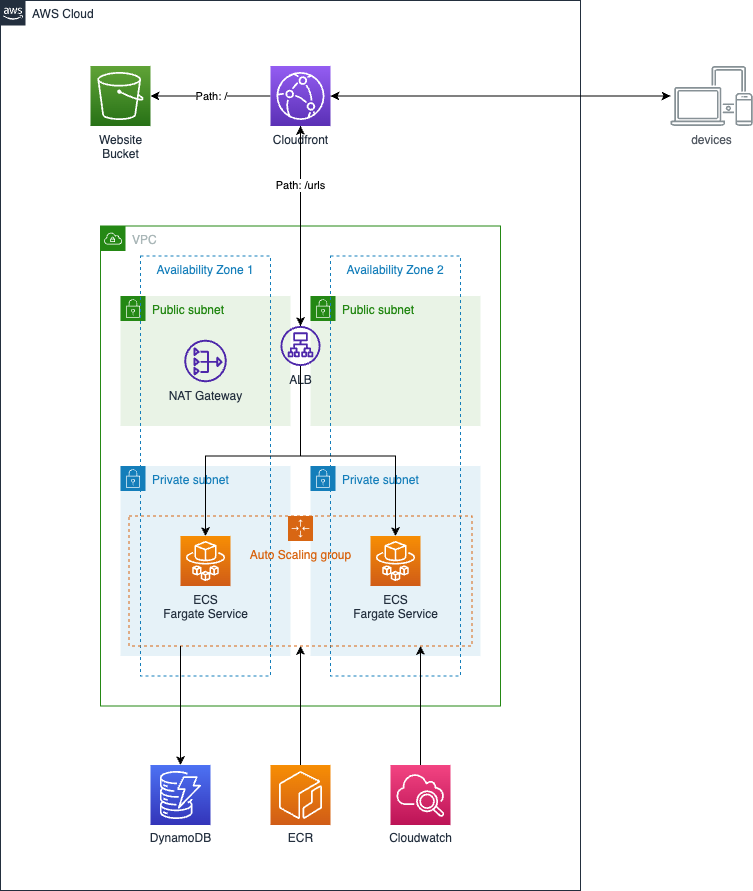 aws
AWS Cloud
Path: /
Website
Bucket
Cloudfront
devices
Path: /urls
VPC
Availability Zone 1
Availability Zone 2
Public subnet
Public subnet
NAT Gateway
ALB
Private subnet
Private subnet
Auto Scaling group
ECS
Fargate Service
ECS
Fargate Service
DynamoDB
ECR
Cloudwatch